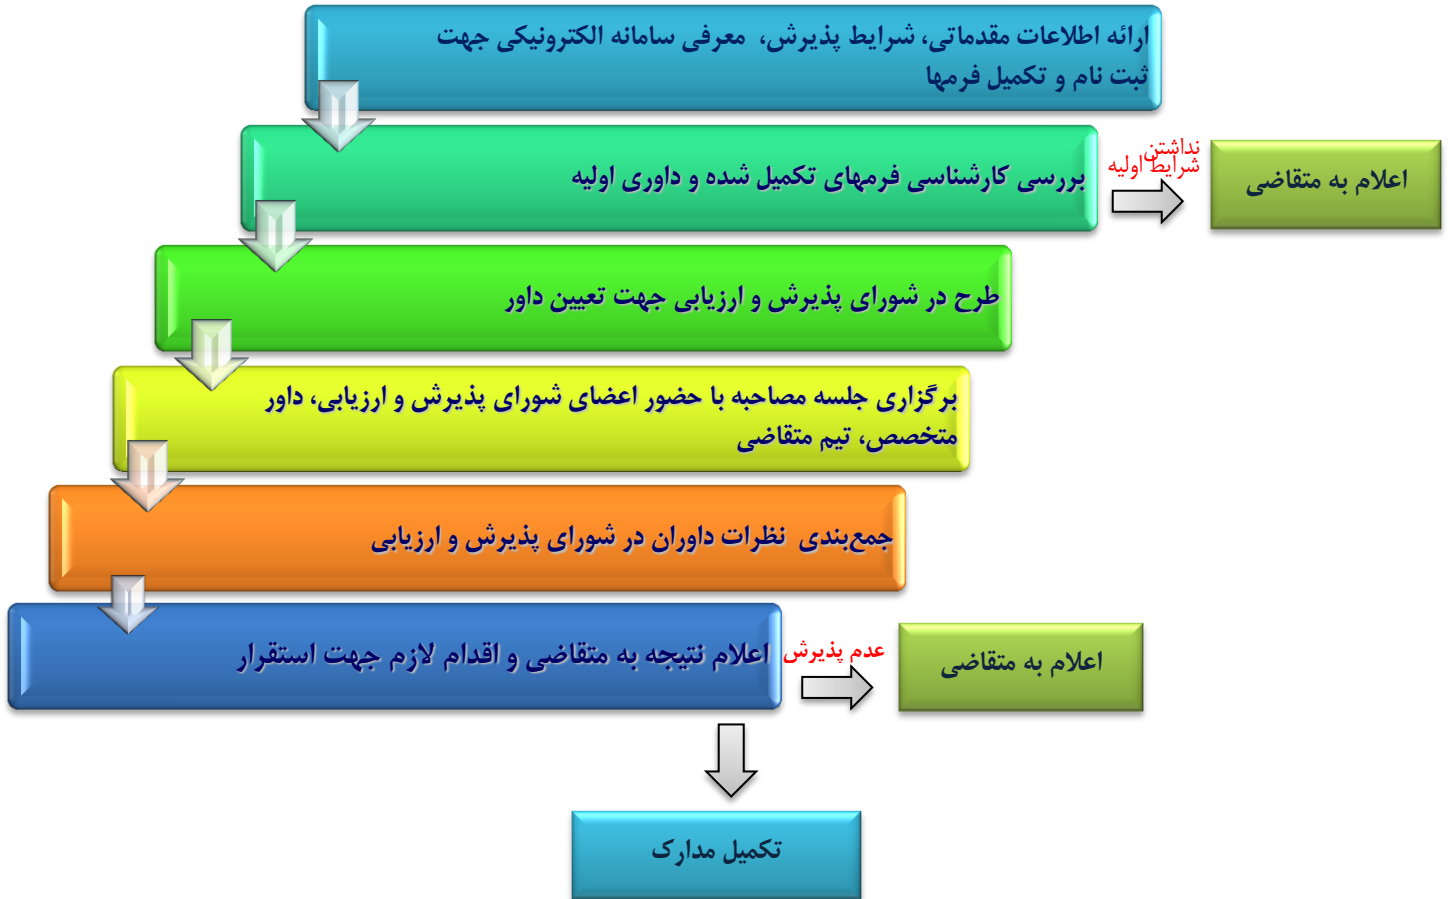 ارائه اطلاعات مقدماتی، شرایط پذیرش، معرفی سامانه الکترونیکی جهت
ثبت نام و تکمیل فرمها
بررسی کارشناسی فرمهای تکمیل شده و داوری اولیه
نداشتن
شرایط اولیه
اعلام به متقاضی
طرح در شورای پذیرش و ارزیابی جهت تعیین داور
برگزاری جلسه مصاحبه با حضور اعضای شورای پذیرش و ارزیابی، داور
متخصص، تیم متقاضی
جمع‌بندی نظرات داوران در شورای پذیرش و ارزیابی
اعلام نتیجه به متقاضی و اقدام لازم جهت استقرار
عدم پذیرش
اعلام به متقاضی
تکمیل مدارک